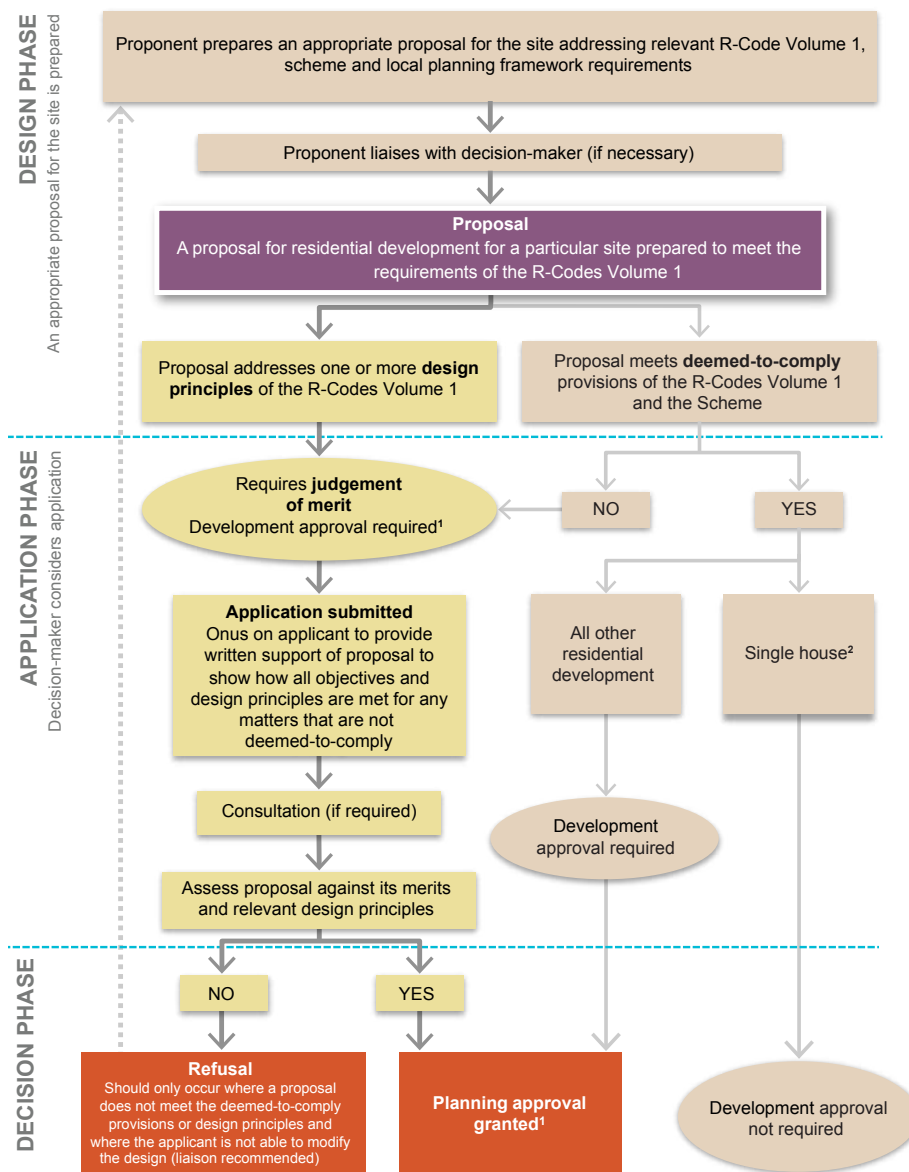 DESIGN PHASE
An appropriate proposal for the site is prepared
Proponent prepares an appropriate proposal for the site addressing relevant R-Code Volume 1,
scheme and local planning framework requirements
Proponent liaises with decision-maker (if necessary)
Proposal
A proposal for residential development for a particular site prepared to meet the
requirements of the R-Codes Volume 1
Proposal addresses one or more design
principles of the R-Codes Volume 1
Proposal meets deemed-to-comply
provisions of the R-Codes Volume 1
and the Scheme
APPLICATION PHASE
Decision-maker considers application
Requires judgement
of merit
Development approval required¹
NO
YES
Application submitted
Onus on applicant to provide
written support of proposal to
show how all objectives and
design principles are met for any
matters that are not
deemed-to-comply
All other
residential
development
Single house²
Consultation (if required)
Development
approval required
Assess proposal against its merits
and relevant design principles
DECISION PHASE
NO
YES
Refusal
Should only occur where a proposal
does not meet the deemed-to-comply
provisions or design principles and
where the applicant is not able to modify
the design (liaison recommended)
Planning approval
granted¹
Development approval
not required